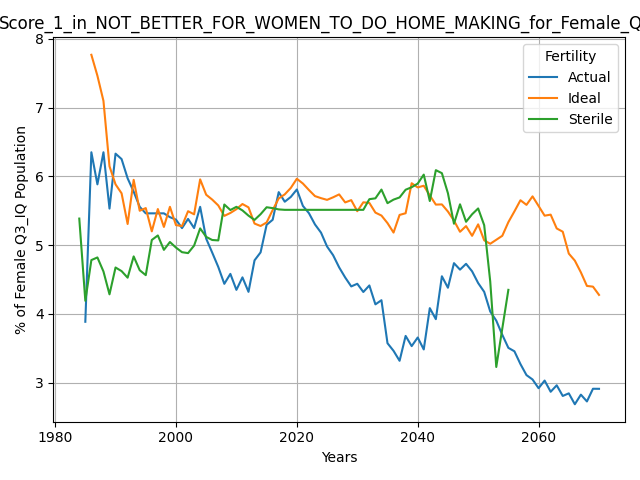 Score_1_in_NOT_BETTER_FOR_WOMEN_TO_DO_HOME_MAKING_for_Female_Q
8
7
6
5
4
3
% of Female Q3_IQ Population
Fertility
Actual
Ideal
Sterile
1980
2000
2020
2040
2060
Years